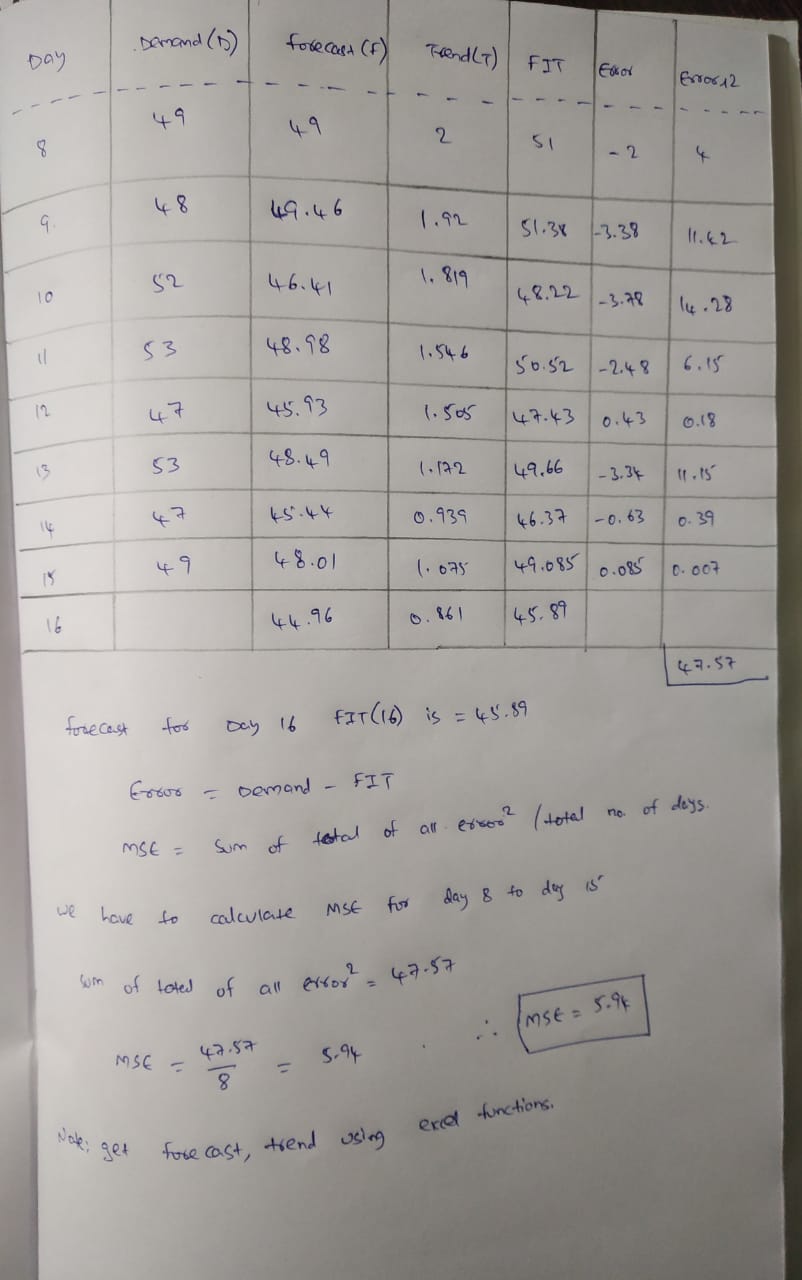 Day Demand (D) forecast (F) Trend(T) FIT Error Error^2
8 49 49 2 51 -2 4
9. 48 49.46 1.92 51.38 -3.38 11.42
10 52 46.41 1.819 48.22 -3.78 14.28
11 53 48.98 1.546 50.52 -2.48 6.15
12 47 45.93 1.505 47.43 0.43 0.18
13 53 48.49 1.172 49.66 -3.34 11.15
14 47 45.44 0.939 46.37 -0.63 0.39
15 49 48.01 1.075 49.085 0.085 0.007
16 44.96 0.861 45.89
47.57
forecast for Day 16 FIT(16) is = 45.89
Error = Demand - FIT
MSE = Sum of total of all error² / total no. of days.
we have to calculate MSE for day 8 to day 15
Sum of total of all error² = 47.57
MSE = 47.57/8 = 5.94 . ∴ MSE = 5.94
Note: get forecast, trend using excel functions.